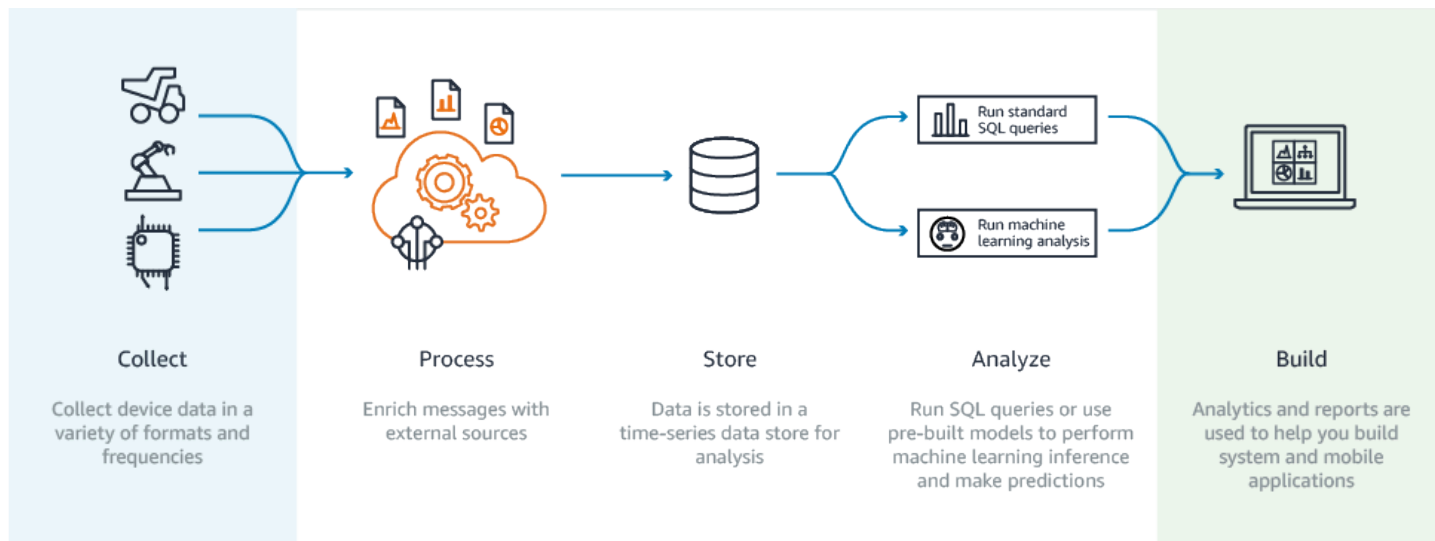 Run standard
SQL queries
Run machine
learning analysis
Collect
Collect device data in a
variety of formats and
frequencies
Process
Enrich messages with
external sources
Store
Data is stored in a
time-series data store for
analysis
Analyze
Run SQL queries or use
pre-built models to perform
machine learning inference
and make predictions
Build
Analytics and reports are
used to help you build
system and mobile
applications